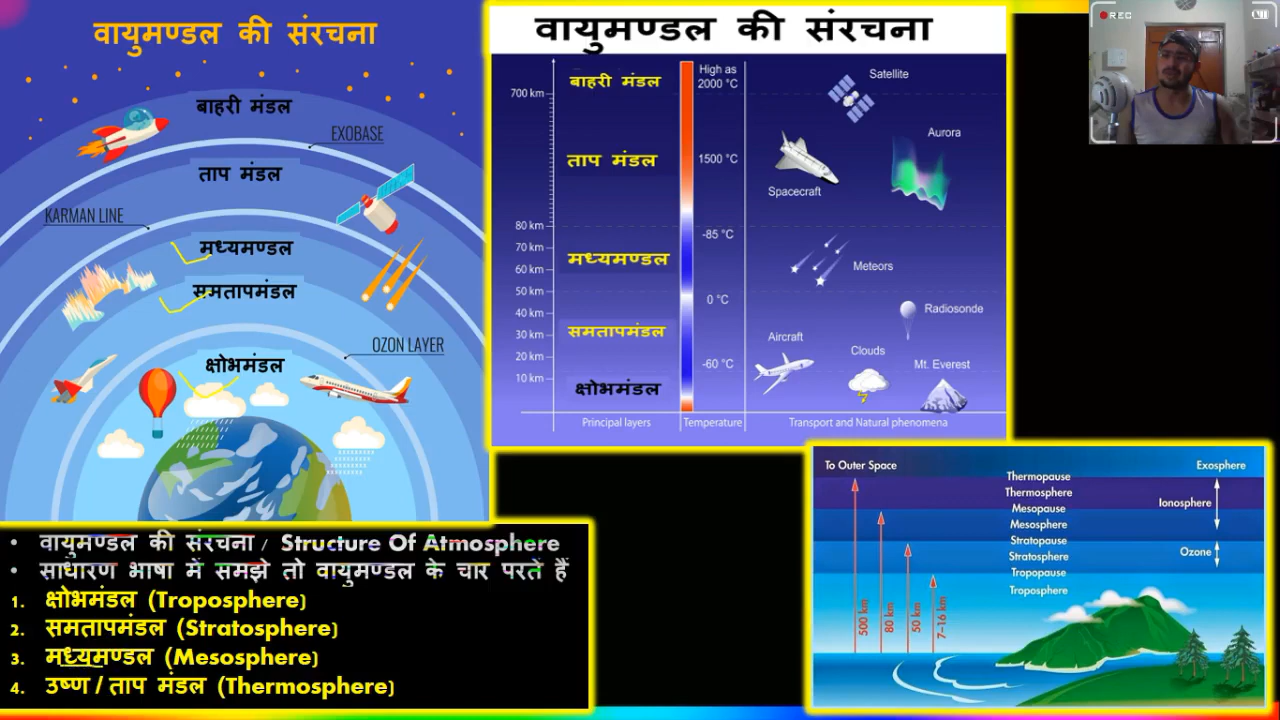 वायुमण्डल की संरचना
बाहरी मंडल
EXOBASE
ताप मंडल
KARMAN LINE
मध्यमण्डल
समतापमंडल
OZON LAYER
क्षोभमंडल
वायुमण्डल की संरचना
700 km
80 km
70 km
60 km
50 km
40 km
30 km
20 km
10 km
बाहरी मंडल
ताप मंडल
मध्यमण्डल
समतापमंडल
क्षोभमंडल
Principal layers
High as
2000 °C
1500 °C
-85 °C
0 °C
-60 °C
Temperature
Satellite
Aurora
Spacecraft
Meteors
Radiosonde
Aircraft
Clouds
Mt. Everest
Transport and Natural phenomena
REC
To Outer Space
Exosphere
Thermopause
Thermosphere
Mesopause
Mesosphere
Stratopause
Stratosphere
Tropopause
Troposphere
Ionosphere
Ozone
500 km
80 km
50 km
7-16 km
• वायुमण्डल की संरचना / Structure Of Atmosphere
• साधारण भाषा में समझे तो वायुमण्डल के चार परते हैं
1. क्षोभमंडल (Troposphere)
2. समतापमंडल (Stratosphere)
3. मध्यमण्डल (Mesosphere)
4. उष्ण / ताप मंडल (Thermosphere)